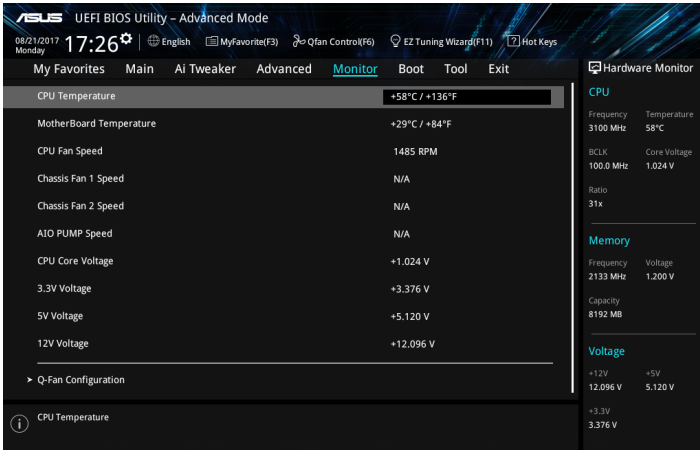 ASUS UEFI BIOS Utility – Advanced Mode
08/21/2017 Monday 17:26 English MyFavorite(F3) Qfan Control(F6) EZ Tuning Wizard(F11) ? Hot Keys
My Favorites Main Ai Tweaker Advanced Monitor Boot Tool Exit
CPU Temperature +58°C / +136°F
MotherBoard Temperature +29°C / +84°F
CPU Fan Speed 1485 RPM
Chassis Fan 1 Speed N/A
Chassis Fan 2 Speed N/A
AIO PUMP Speed N/A
CPU Core Voltage +1.024 V
3.3V Voltage +3.376 V
5V Voltage +5.120 V
12V Voltage +12.096 V
> Q-Fan Configuration
i CPU Temperature
Hardware Monitor
CPU
Frequency Temperature
3100 MHz 58°C
BCLK Core Voltage
100.0 MHz 1.024 V
Ratio
31x
Memory
Frequency Voltage
2133 MHz 1.200 V
Capacity
8192 MB
Voltage
+12V +5V
12.096 V 5.120 V
+3.3V
3.376 V